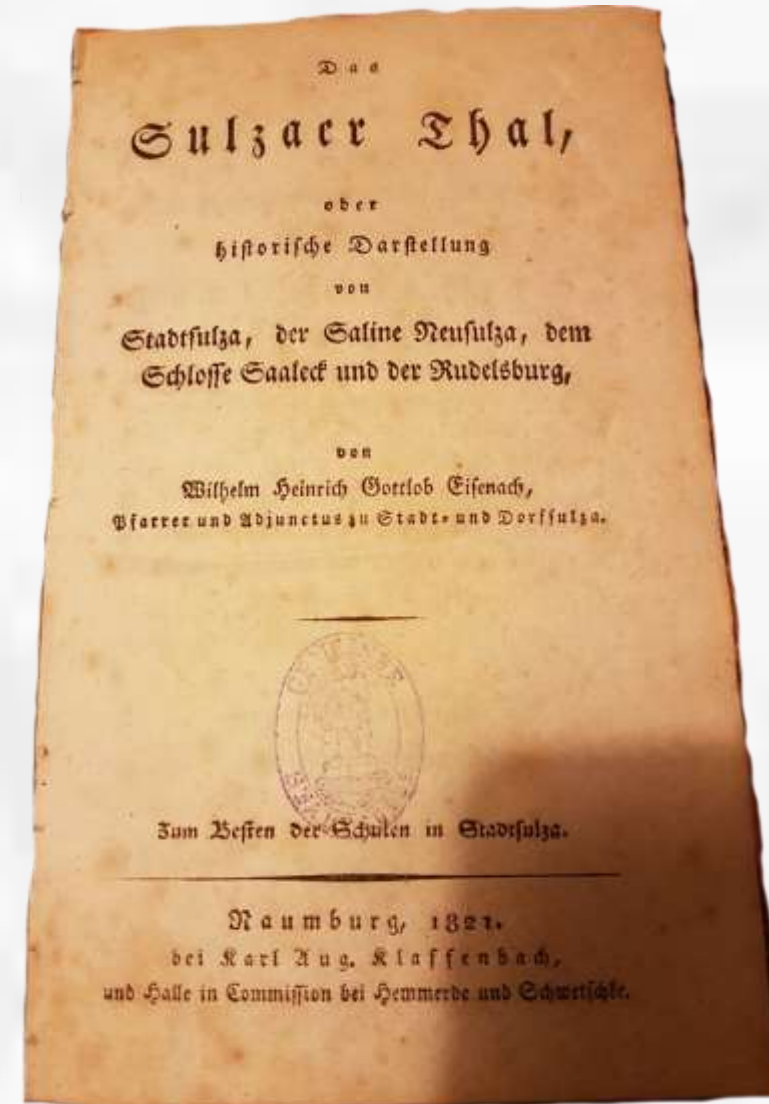 Das
Sulzaer Thal,
oder
historische Darstellung
von
Stadtsulza, der Saline Neusulza, dem
Schlosse Saaleck und der Rudelsburg,
von
Wilhelm Heinrich Gottlob Eisenach,
Pfarrer und Adjunctus zu Stadt- und Dorfsulza.
Zum Besten der Schulen in Stadtsulza.
Naumburg, 1821.
bei Karl Aug. Klaffenbach,
und Halle in Commission bei Hemmerde und Schwetschke.